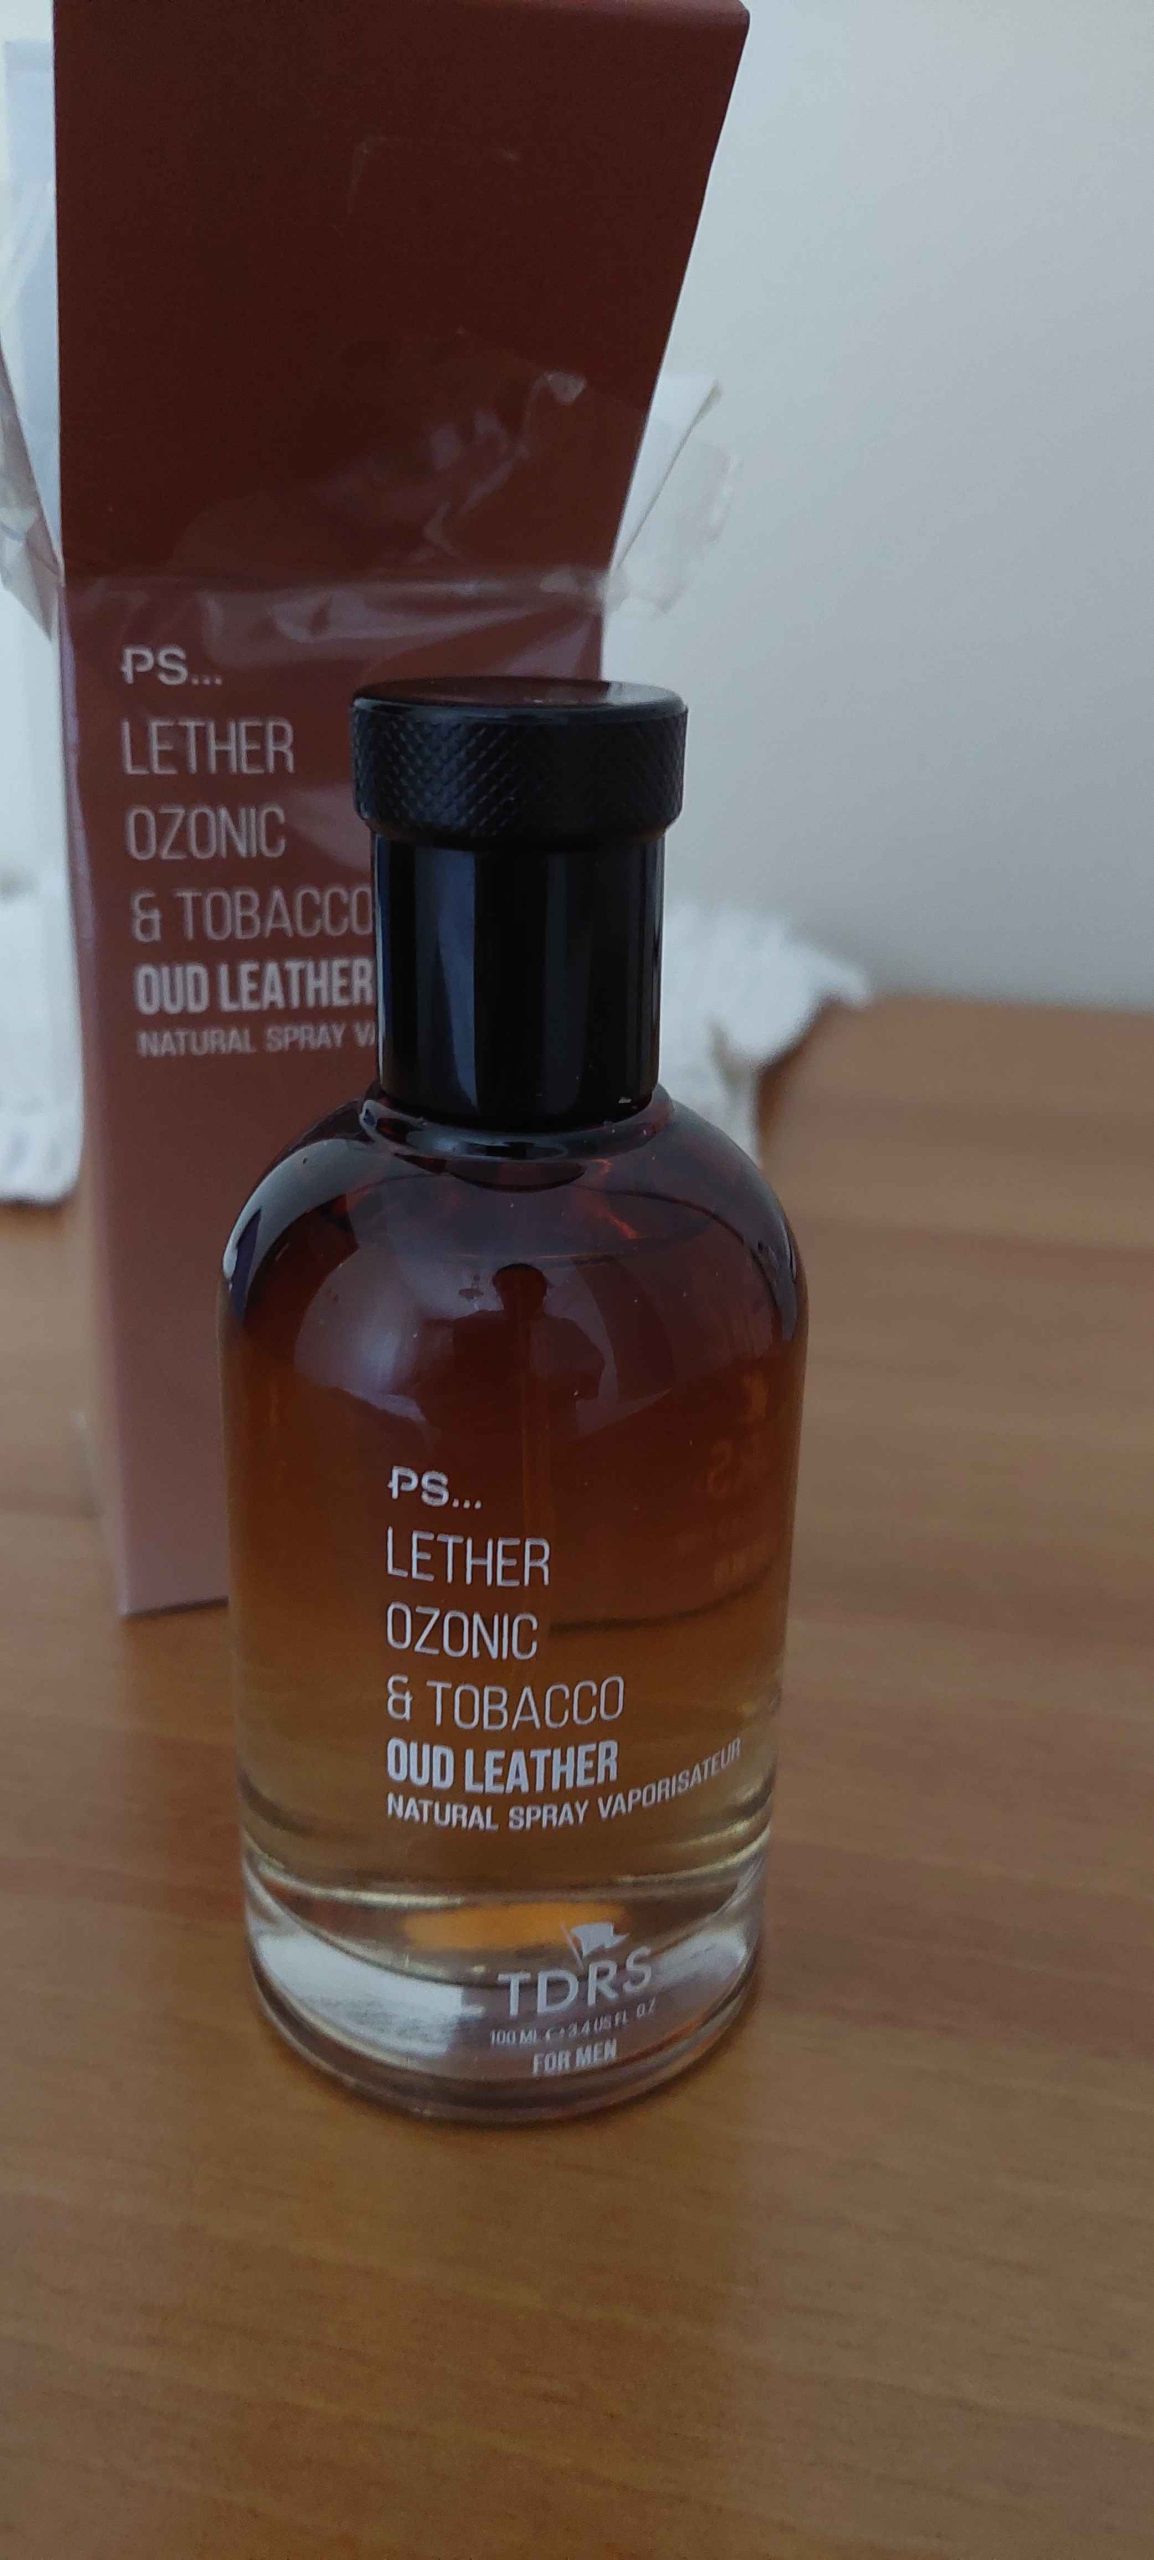 PS...
LETHER
OZONIC
& TOBACCO
OUD LEATHER
NATURAL SPRAY
PS...
LETHER
OZONIC
& TOBACCO
OUD LEATHER
NATURAL SPRAY VAPORISATEUR
TDRS
100 ML e 3.4 US FL OZ
FOR MEN